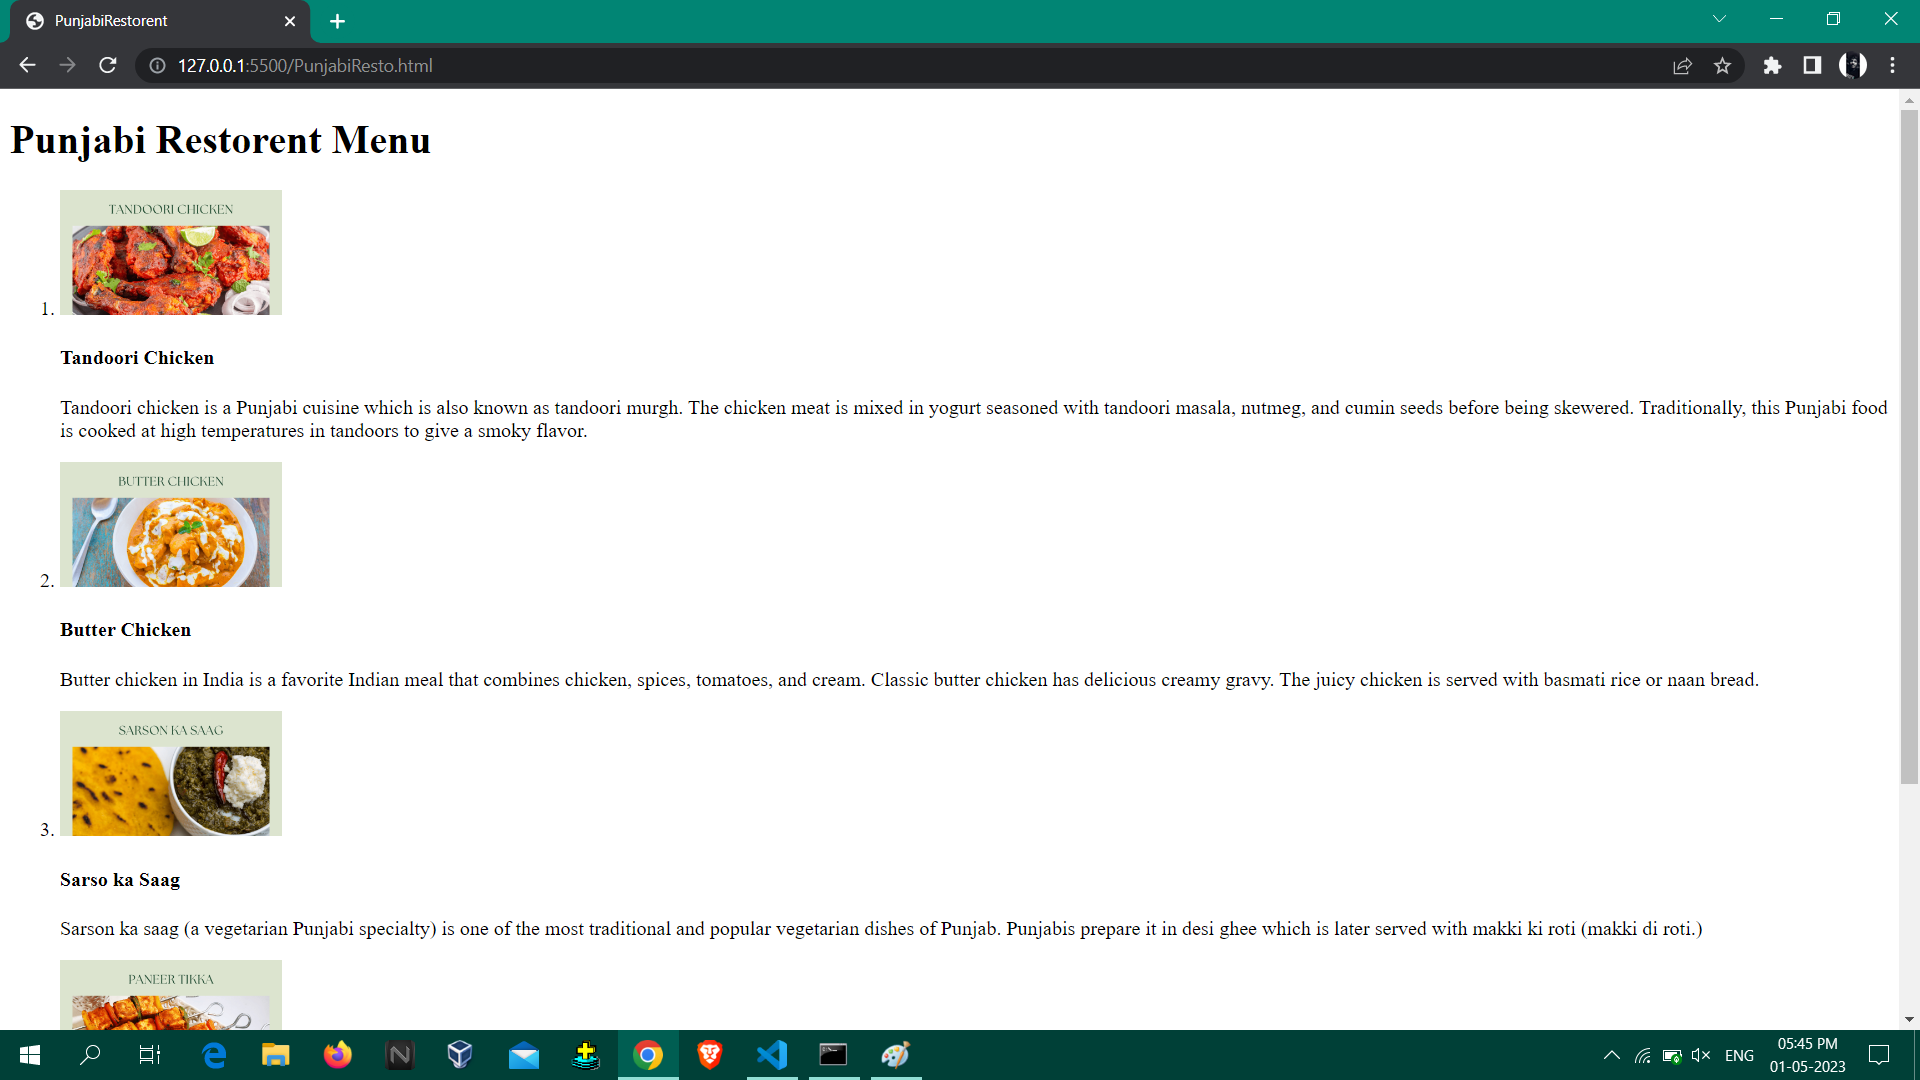 PunjabiRestorent
127.0.0.1:5500/PunjabiResto.html
Punjabi Restorent Menu
TANDOORI CHICKEN
1.
Tandoori Chicken
Tandoori chicken is a Punjabi cuisine which is also known as tandoori murgh. The chicken meat is mixed in yogurt seasoned with tandoori masala, nutmeg, and cumin seeds before being skewered. Traditionally, this Punjabi food
is cooked at high temperatures in tandoors to give a smoky flavor.
BUTTER CHICKEN
2.
Butter Chicken
Butter chicken in India is a favorite Indian meal that combines chicken, spices, tomatoes, and cream. Classic butter chicken has delicious creamy gravy. The juicy chicken is served with basmati rice or naan bread.
SARSON KA SAAG
3.
Sarso ka Saag
Sarson ka saag (a vegetarian Punjabi specialty) is one of the most traditional and popular vegetarian dishes of Punjab. Punjabis prepare it in desi ghee which is later served with makki ki roti (makki di roti.)
PANEER TIKKA
ENG
05:45 PM
01-05-2023